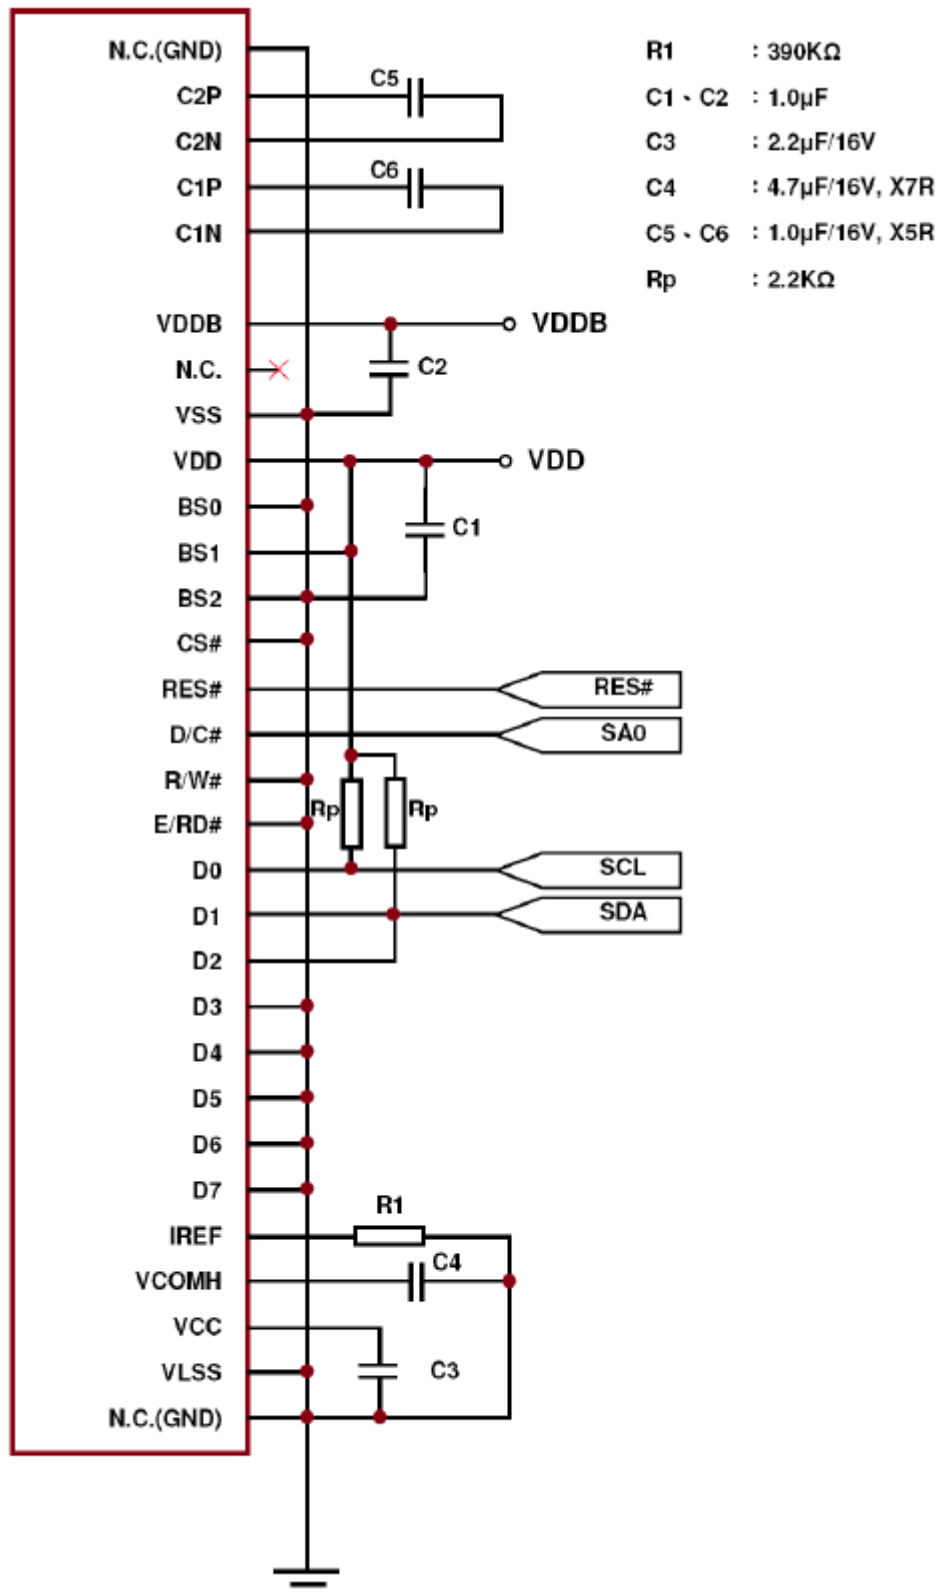 N.C.(GND)
C2P
C2N
C1P
C1N
VDDB
N.C.
VSS
VDD
BS0
BS1
BS2
CS#
RES#
D/C#
R/W#
E/RD#
D0
D1
D2
D3
D4
D5
D6
D7
IREF
VCOMH
VCC
VLSS
N.C.(GND)
C5
C6
VDDB
C2
VDD
C1
RES#
SA0
Rp
Rp
SCL
SDA
R1
C4
C3
R1 : 390KΩ
C1、C2 : 1.0µF
C3 : 2.2µF/16V
C4 : 4.7µF/16V, X7R
C5、C6 : 1.0µF/16V, X5R
Rp : 2.2KΩ